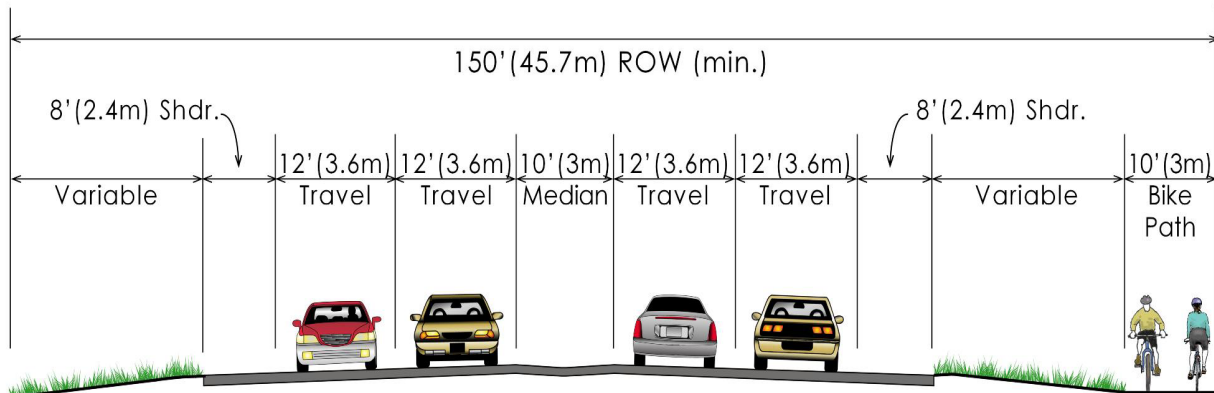 150'(45.7m) ROW (min.)
8'(2.4m) Shdr.
8'(2.4m) Shdr.
12'(3.6m) 12'(3.6m) 10'(3m) 12'(3.6m) 12'(3.6m) 10'(3m)
Variable Travel Travel Median Travel Travel Variable Bike
Path